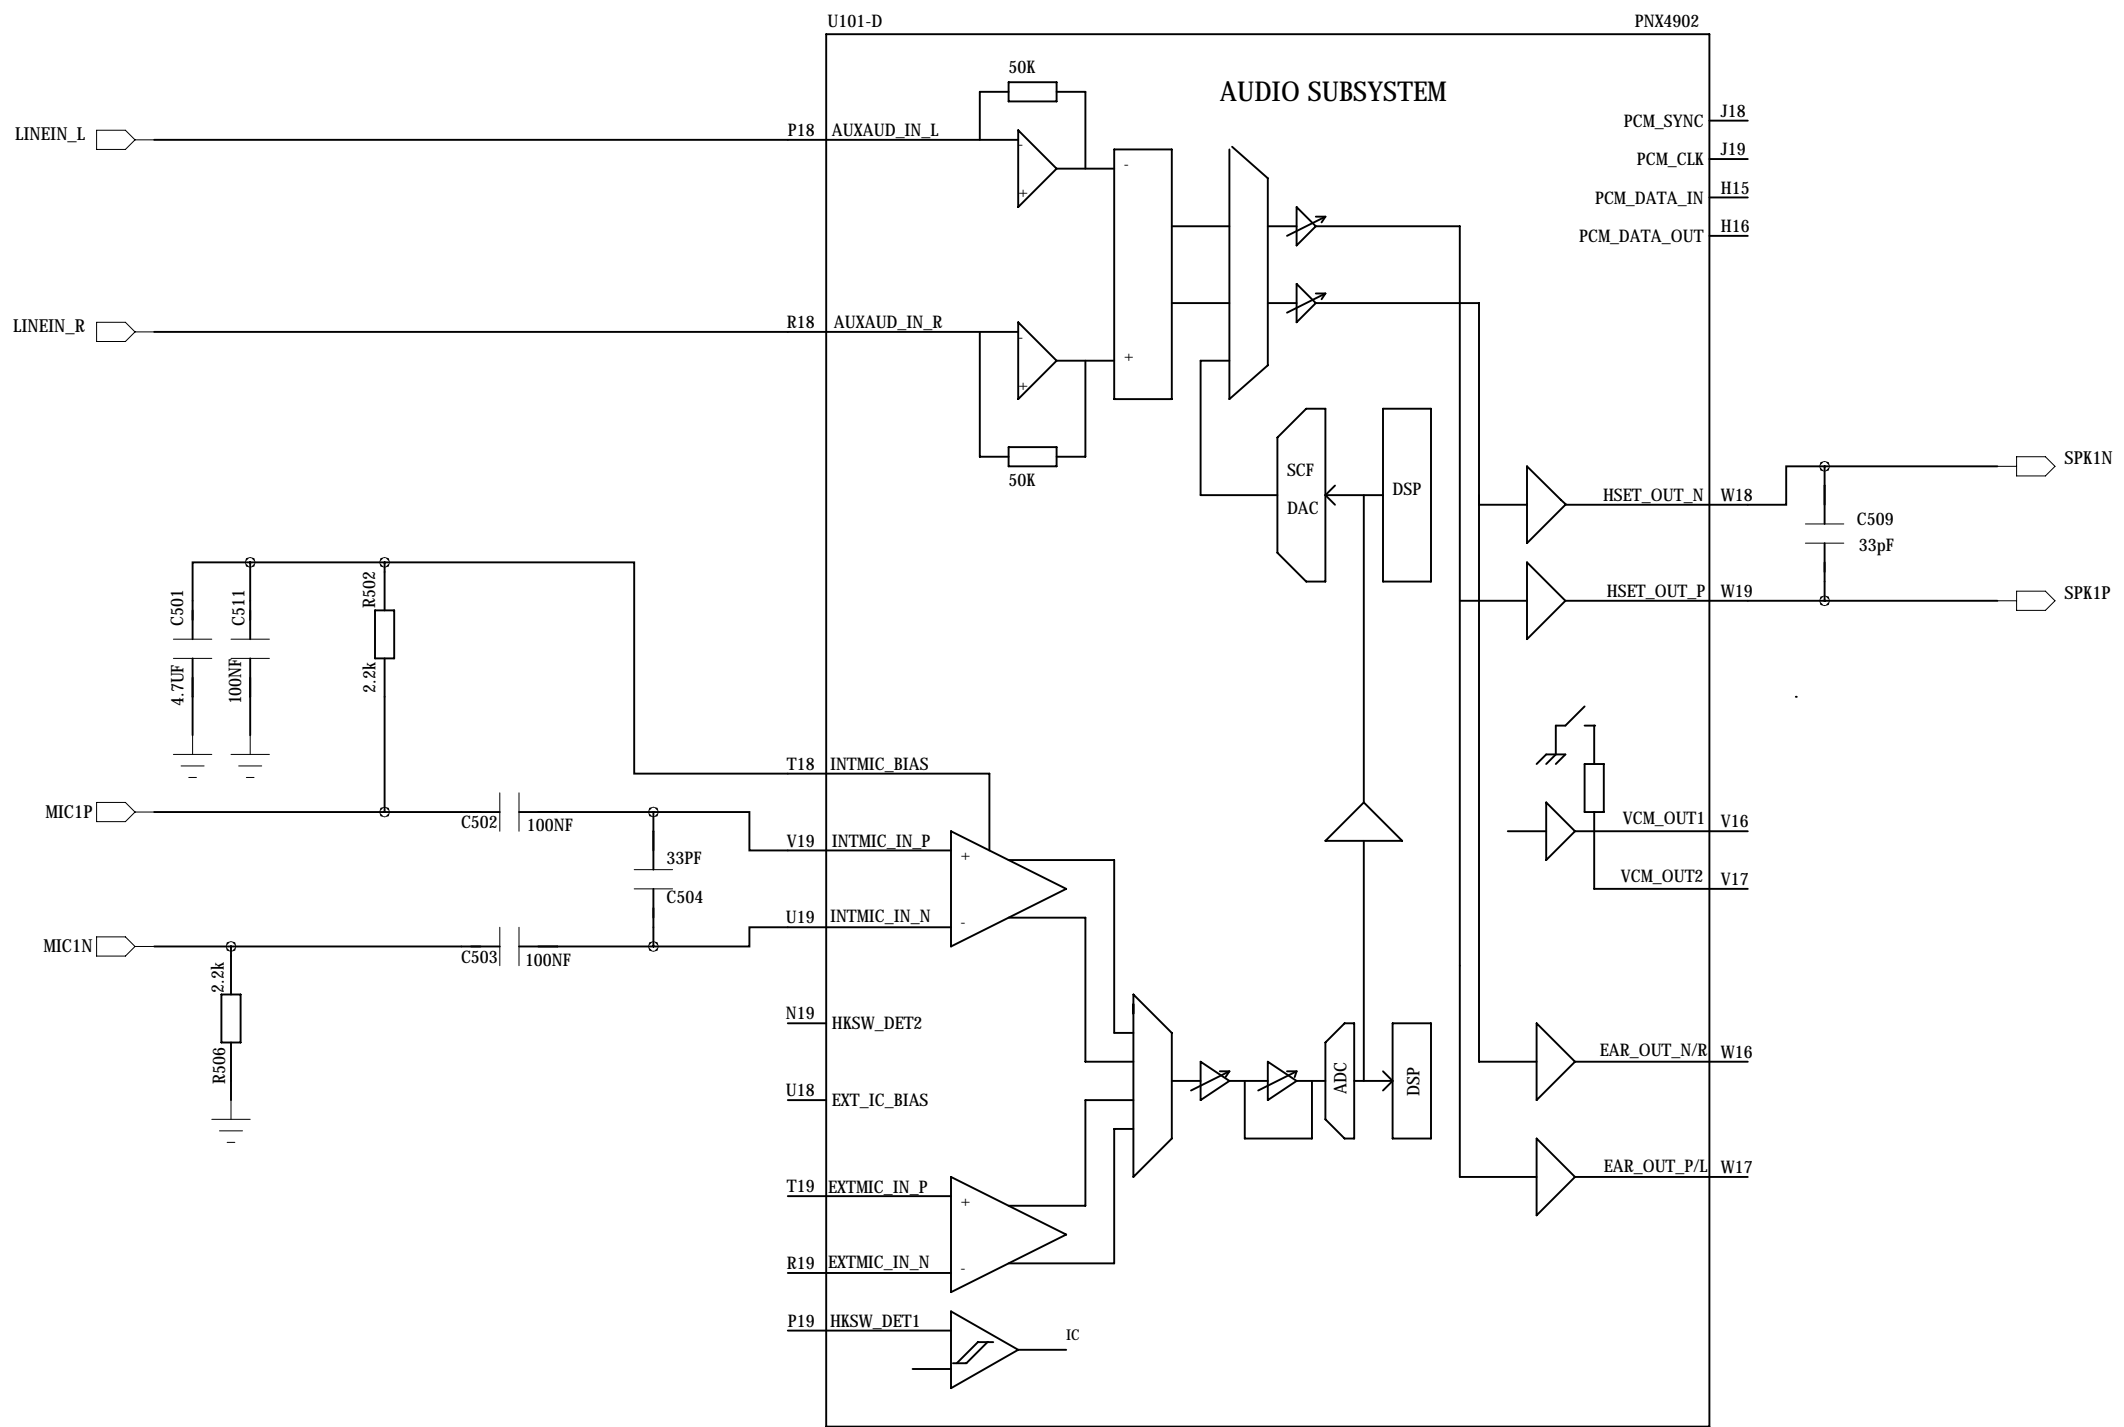 U101-D
PNX4902
AUDIO SUBSYSTEM
50K
LINEIN_L
P18
AUXAUD_IN_L
-
+
-
PCM_SYNC
J18
PCM_CLK
J19
PCM_DATA_IN
H15
PCM_DATA_OUT
H16
LINEIN_R
R18
AUXAUD_IN_R
-
+
+
50K
SCF
DAC
DSP
HSET_OUT_N
W18
SPK1N
C509
33pF
HSET_OUT_P
W19
SPK1P
C501
4.7UF
C511
100NF
R502
2.2k
T18
INTMIC_BIAS
MIC1P
C502
100NF
V19
INTMIC_IN_P
+
33PF
C504
U19
INTMIC_IN_N
-
MIC1N
C503
100NF
2.2k
R506
VCM_OUT1
V16
VCM_OUT2
V17
N19
HKSW_DET2
U18
EXT_IC_BIAS
ADC
DSP
EAR_OUT_N/R
W16
EAR_OUT_P/L
W17
T19
EXTMIC_IN_P
+
R19
EXTMIC_IN_N
-
P19
HKSW_DET1
IC